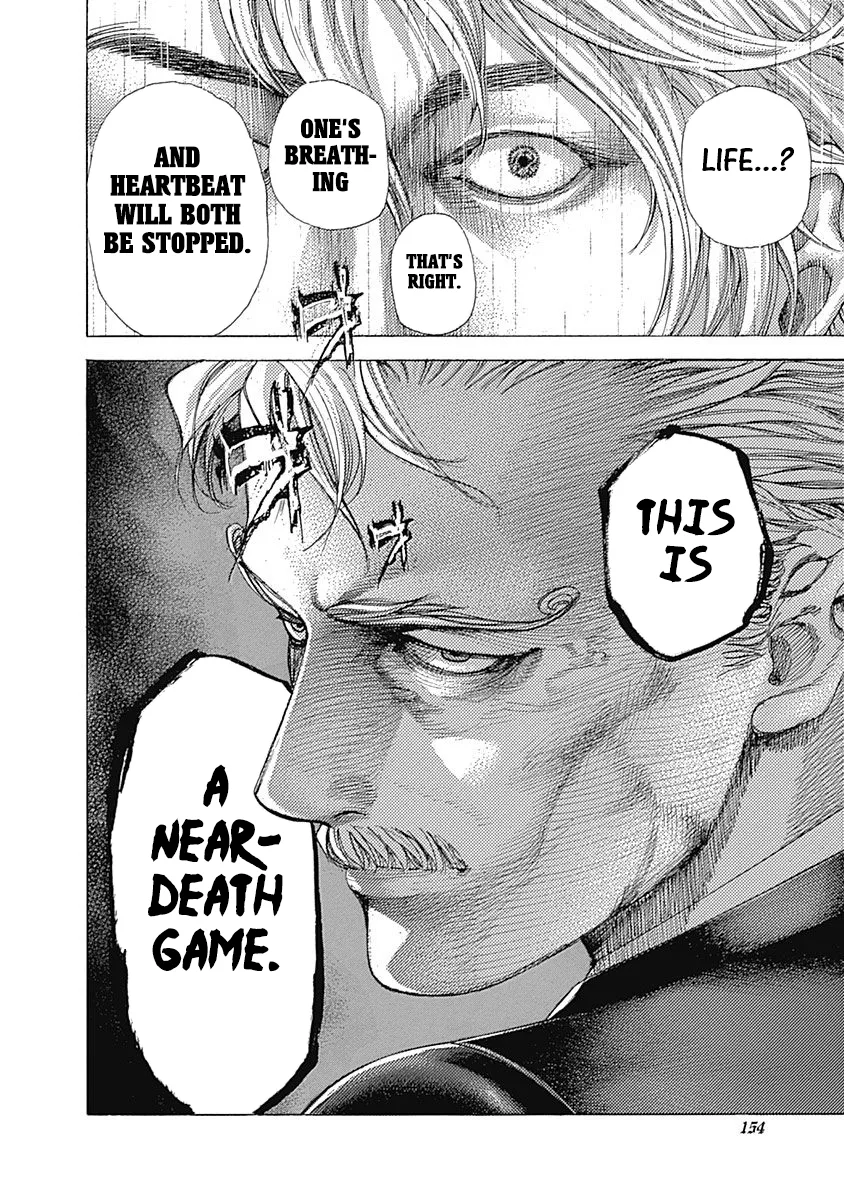 LIFE...?
THAT'S
RIGHT.
ONE'S
BREATH-
ING
AND
HEARTBEAT
WILL BOTH
BE STOPPED.
THIS
IS
A
NEAR-
DEATH
GAME.
154